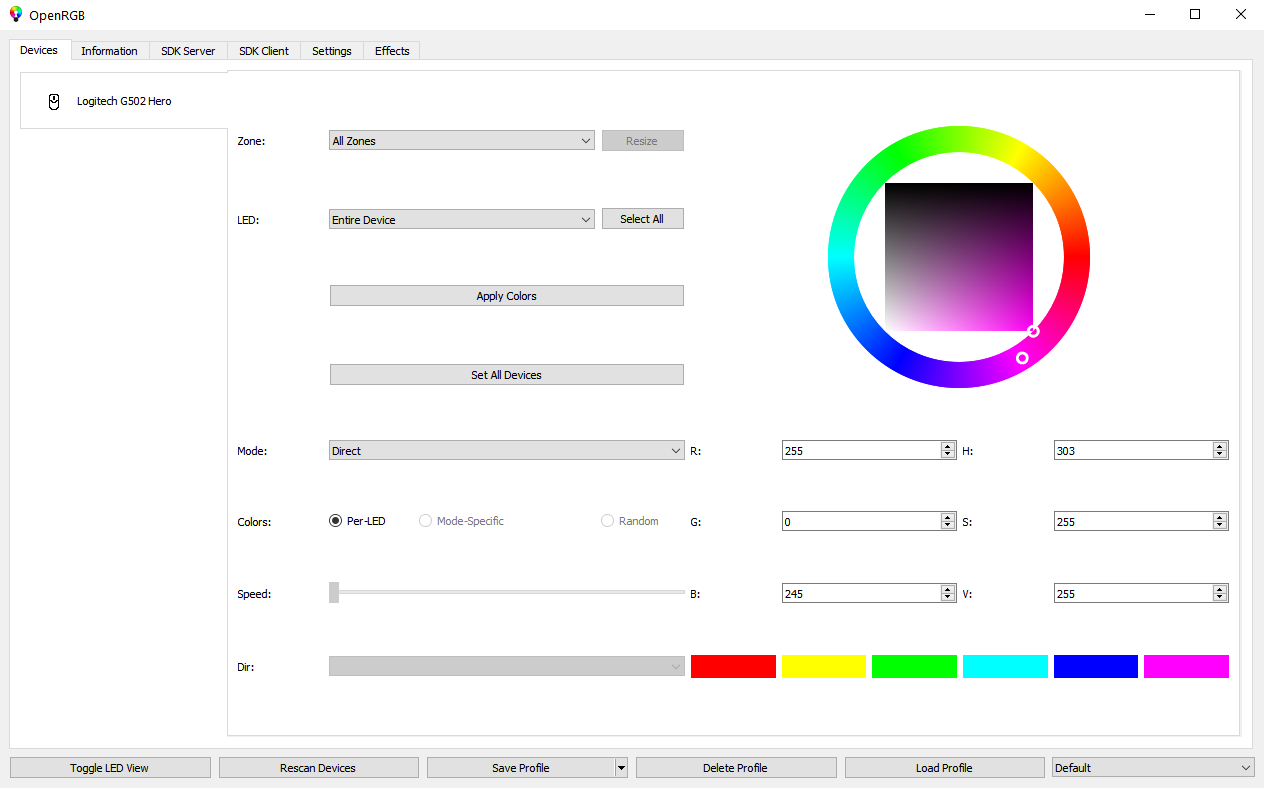 OpenRGB
Devices Information SDK Server SDK Client Settings Effects
Logitech G502 Hero
Zone: All Zones Resize
LED: Entire Device Select All
Apply Colors
Set All Devices
Mode: Direct R: 255 H: 303
Colors: Per-LED Mode-Specific Random G: 0 S: 255
Speed: B: 245 V: 255
Dir:
Toggle LED View Rescan Devices Save Profile Delete Profile Load Profile Default